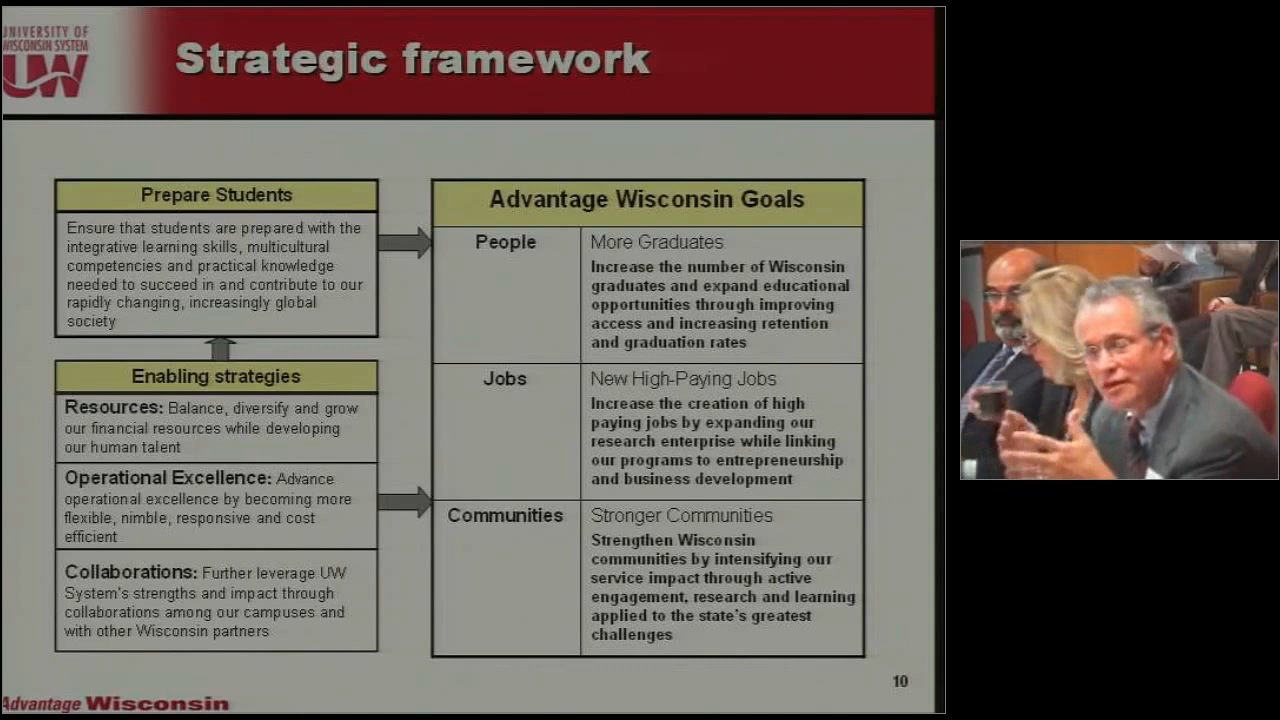 UNIVERSITY OF
WISCONSIN SYSTEM
UW
Strategic framework
Prepare Students
Ensure that students are prepared with the
integrative learning skills, multicultural
competencies and practical knowledge
needed to succeed in and contribute to our
rapidly changing, increasingly global
society
Enabling strategies
Resources: Balance, diversify and grow
our financial resources while developing
our human talent
Operational Excellence: Advance
operational excellence by becoming more
flexible, nimble, responsive and cost
efficient
Collaborations: Further leverage UW
System's strengths and impact through
collaborations among our campuses and
with other Wisconsin partners
Advantage Wisconsin Goals
People
More Graduates
Increase the number of Wisconsin
graduates and expand educational
opportunities through improving
access and increasing retention
and graduation rates
Jobs
New High-Paying Jobs
Increase the creation of high
paying jobs by expanding our
research enterprise while linking
our programs to entrepreneurship
and business development
Communities
Stronger Communities
Strengthen Wisconsin
communities by intensifying our
service impact through active
engagement, research and learning
applied to the state's greatest
challenges
10
Advantage Wisconsin